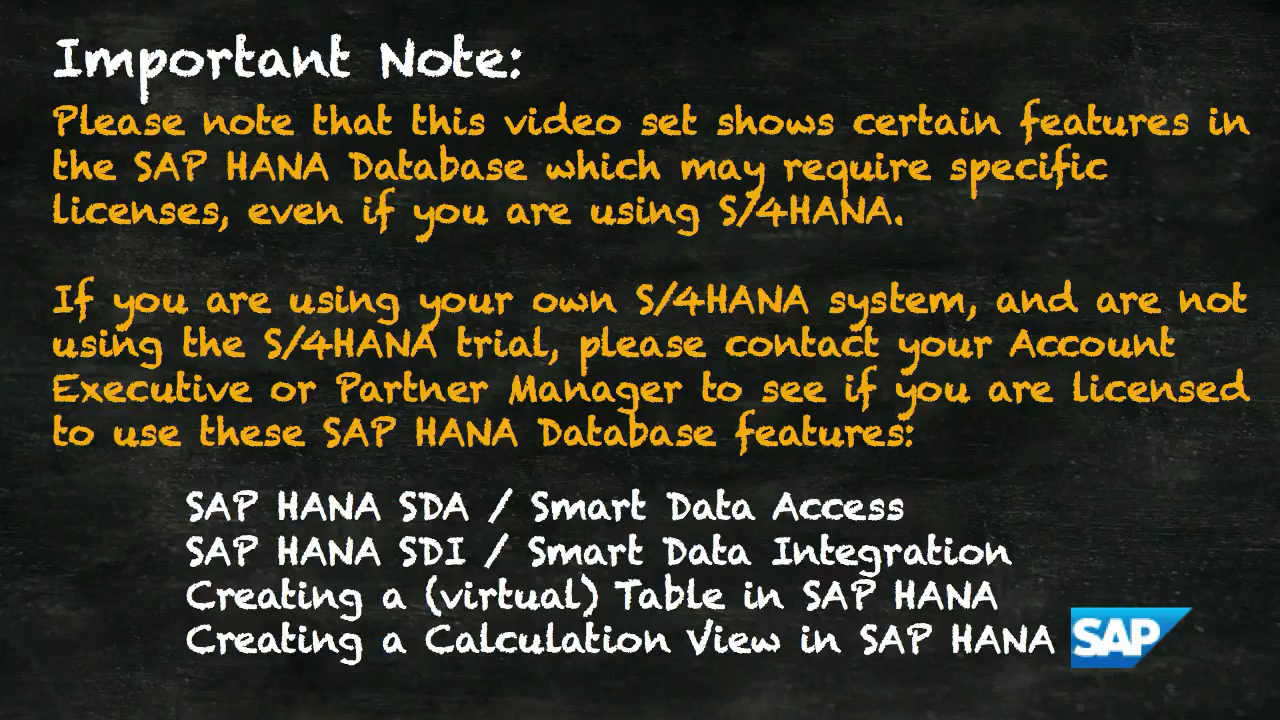 Important Note:
Please note that this video set shows certain features in
the SAP HANA Database which may require specific
licenses, even if you are using S/4HANA.
If you are using your own S/4HANA system, and are not
using the S/4HANA trial, please contact your Account
Executive or Partner Manager to see if you are licensed
to use these SAP HANA Database features:
SAP HANA SDA / Smart Data Access
SAP HANA SDI / Smart Data Integration
Creating a (virtual) Table in SAP HANA
Creating a Calculation View in SAP HANA
SAP